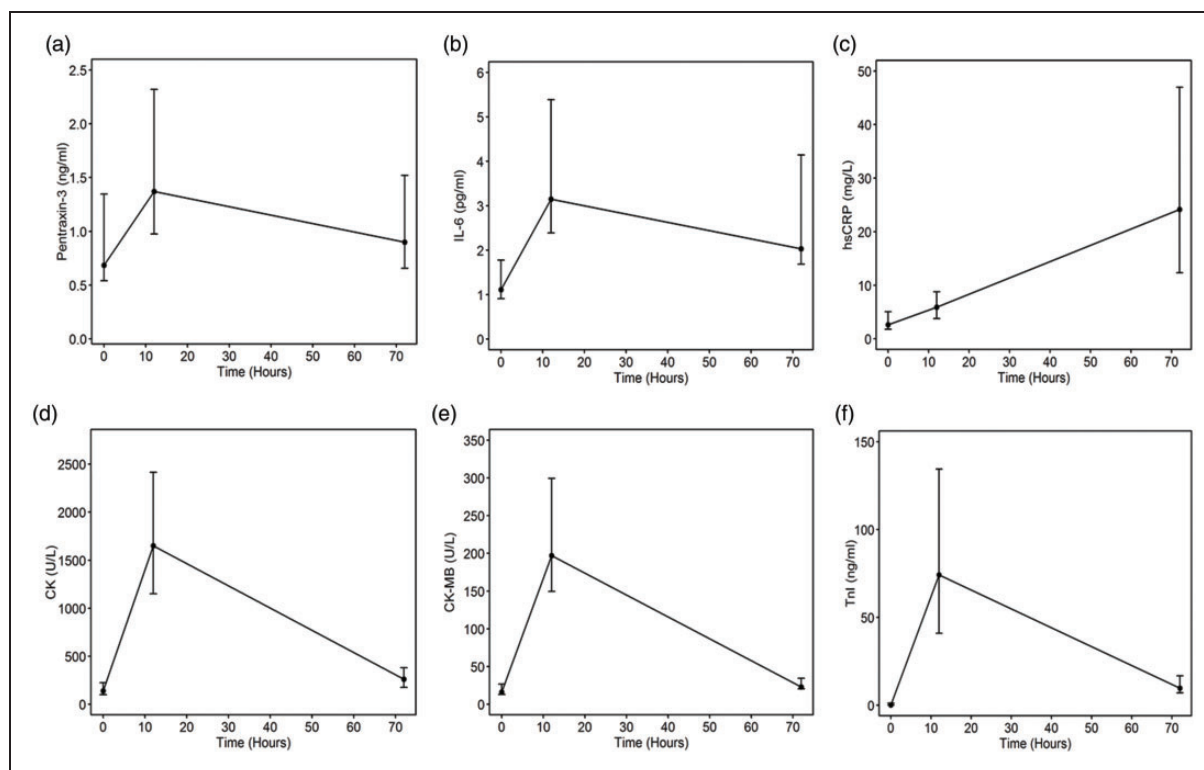 (a)
Pentraxin-3 (ng/ml)
2.5
2.0
1.5
1.0
0.5
0.0
0 10 20 30 40 50 60 70
Time (Hours)
(b)
IL-6 (pg/ml)
6
5
4
3
2
1
0
0 10 20 30 40 50 60 70
Time (Hours)
(c)
hsCRP (mg/L)
50
40
30
20
10
0
0 10 20 30 40 50 60 70
Time (Hours)
(d)
CK (U/L)
2500
2000
1500
1000
500
0
0 10 20 30 40 50 60 70
Time (Hours)
(e)
CK-MB (U/L)
350
300
250
200
150
100
50
0
0 10 20 30 40 50 60 70
Time (Hours)
(f)
TnI (ng/ml)
150
100
50
0
0 10 20 30 40 50 60 70
Time (Hours)